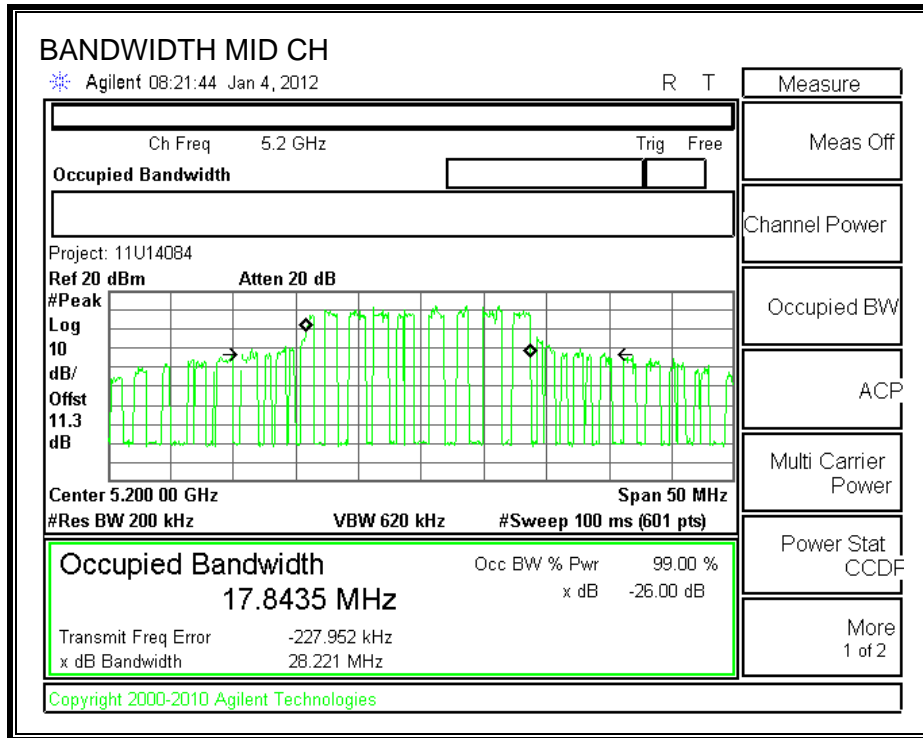 BANDWIDTH MID CH
Agilent 08:21:44 Jan 4, 2012 R T
Ch Freq 5.2 GHz Trig Free
Occupied Bandwidth
Project: 11U14084
Ref 20 dBm Atten 20 dB
#Peak
Log
10
dB/
Offst
11.3
dB
Center 5.200 00 GHz Span 50 MHz
#Res BW 200 kHz VBW 620 kHz #Sweep 100 ms (601 pts)
Occupied Bandwidth Occ BW % Pwr 99.00 %
17.8435 MHz x dB -26.00 dB
Transmit Freq Error -227.952 kHz
x dB Bandwidth 28.221 MHz
Copyright 2000-2010 Agilent Technologies
Measure
Meas Off
Channel Power
Occupied BW
ACP
Multi Carrier
Power
Power Stat
CCDF
More
1 of 2